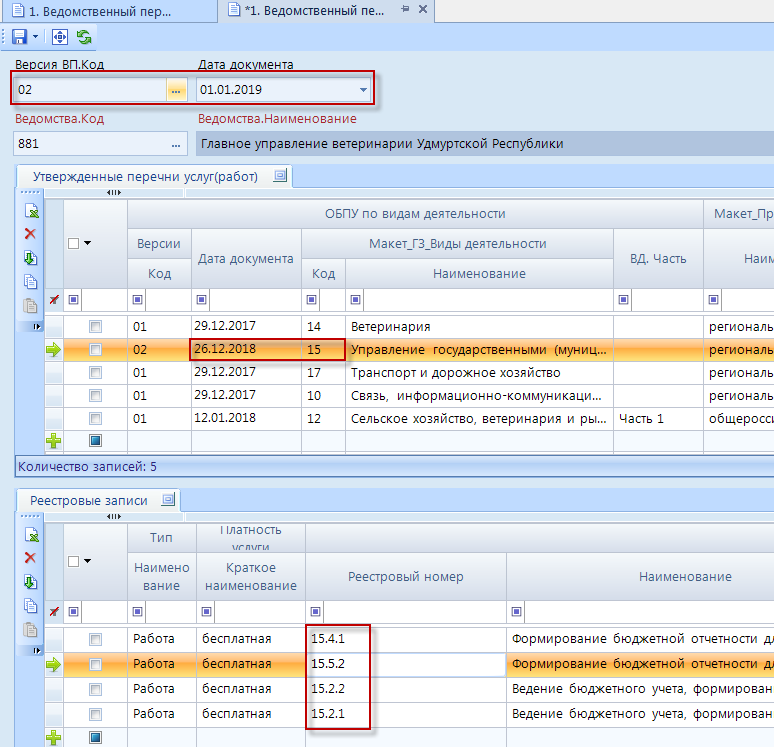 1. Ведомственный пер...
*1. Ведомственный пе...
Версия ВП.Код
Дата документа
02
...
01.01.2019
Ведомства.Код
Ведомства.Наименование
881
...
Главное управление ветеринарии Удмуртской Республики
Утвержденные перечни услуг(работ)
ОБПУ по видам деятельности
Макет_Пр
Версии
Дата документа
Макет_ГЗ_Виды деятельности
ВД. Часть
Наим
Код
Код
Наименование
01 29.12.2017 14 Ветеринария региональ
02 26.12.2018 15 Управление государственными (муниц... региональ
01 29.12.2017 17 Транспорт и дорожное хозяйство региональ
01 29.12.2017 10 Связь, информационно-коммуникаци... региональ
01 12.01.2018 12 Сельское хозяйство, ветеринария и ры... Часть 1 общеросси
Количество записей: 5
Реестровые записи
Тип
Платность
услуги
Наимено
вание
Краткое
наименование
Реестровый номер
Наименование
Работа бесплатная 15.4.1 Формирование бюджетной отчетности дл
Работа бесплатная 15.5.2 Формирование бюджетной отчетности дл
Работа бесплатная 15.2.2 Ведение бюджетного учета, формирован
Работа бесплатная 15.2.1 Ведение бюджетного учета, формирован